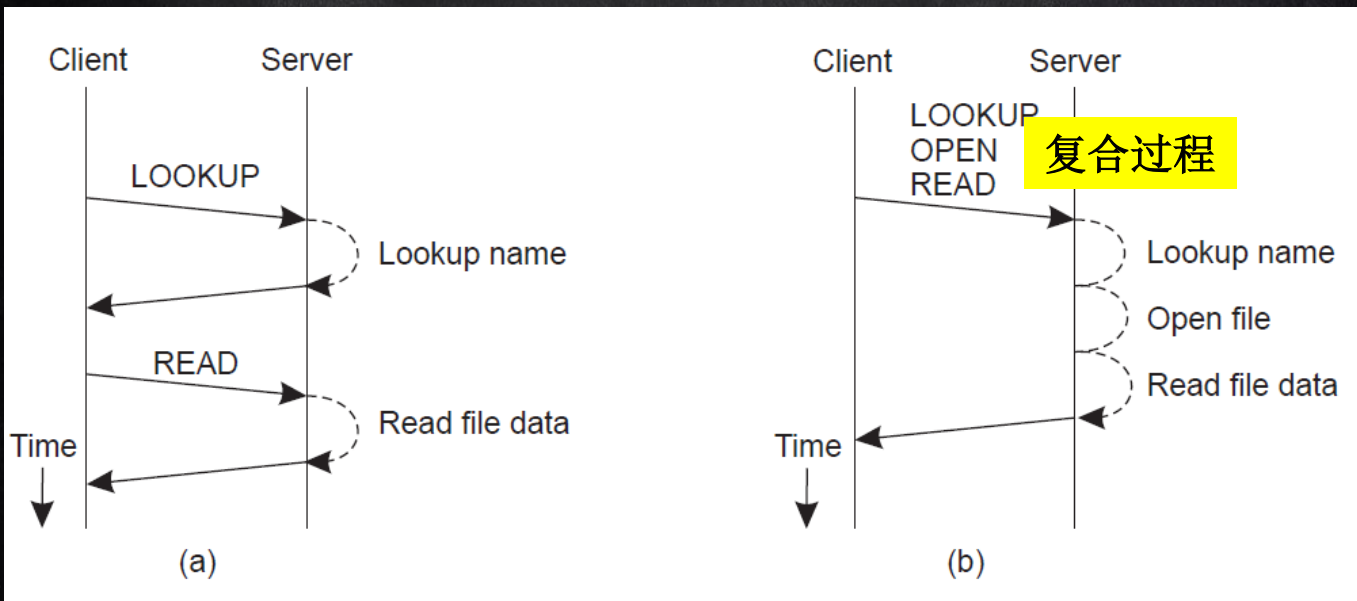 Client
Server
LOOKUP
Lookup name
READ
Read file data
Time
(a)
Client
Server
LOOKUP
OPEN
READ
复合过程
Lookup name
Open file
Read file data
Time
(b)